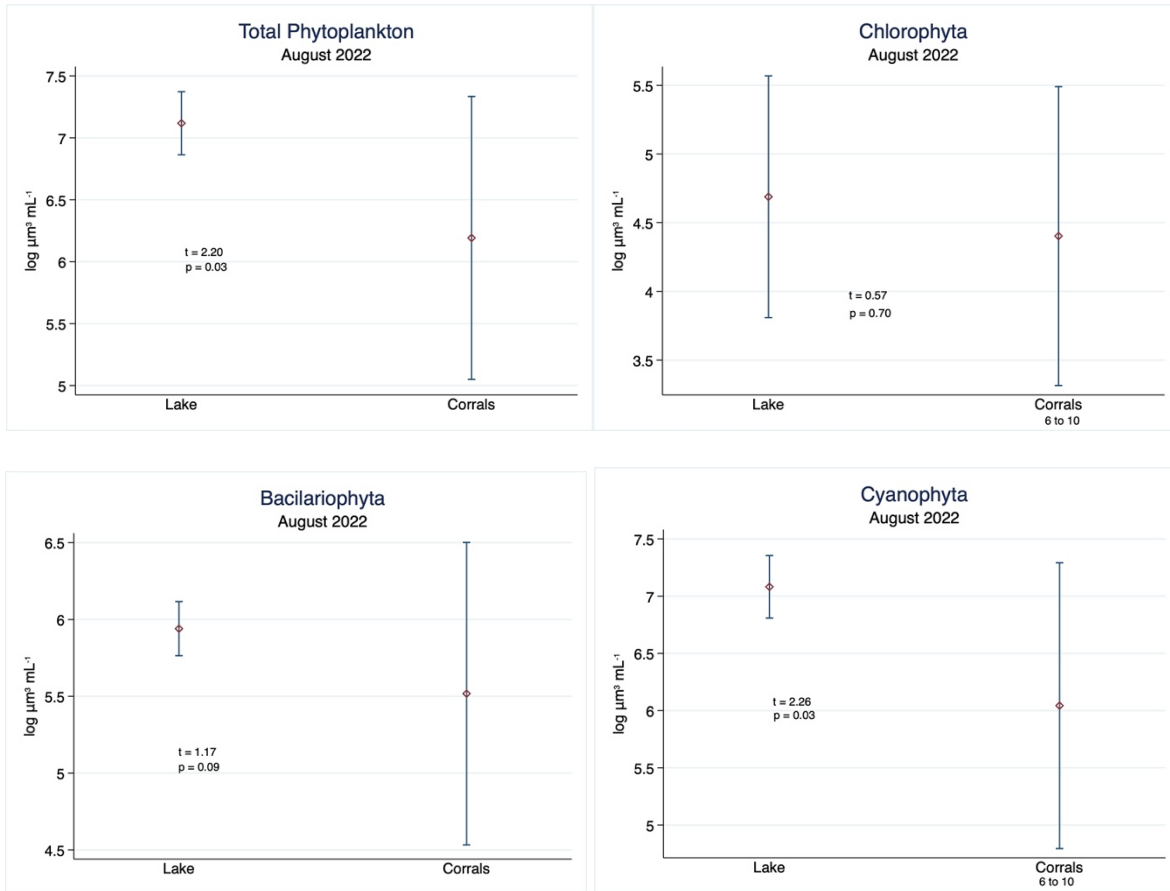 Total Phytoplankton
August 2022
7.5
7
6.5
6
5.5
5
log µm³ mL⁻¹
t = 2.20
p = 0.03
Lake
Corrals
Chlorophyta
August 2022
5.5
5
4.5
4
3.5
log µm³ mL⁻¹
t = 0.57
p = 0.70
Lake
Corrals
6 to 10
Bacilariophyta
August 2022
6.5
6
5.5
5
4.5
log µm³ mL⁻¹
t = 1.17
p = 0.09
Lake
Corrals
Cyanophyta
August 2022
7.5
7
6.5
6
5.5
5
log µm³ mL⁻¹
t = 2.26
p = 0.03
Lake
Corrals
6 to 10